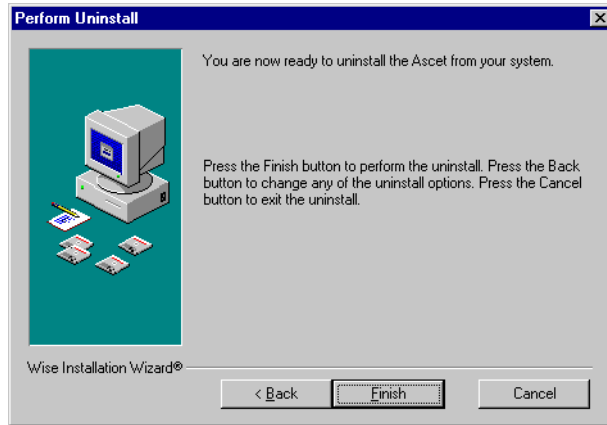 Perform Uninstall
You are now ready to uninstall the Ascet from your system.
Press the Finish button to perform the uninstall. Press the Back
button to change any of the uninstall options. Press the Cancel
button to exit the uninstall.
Wise Installation Wizard®
< Back
Finish
Cancel